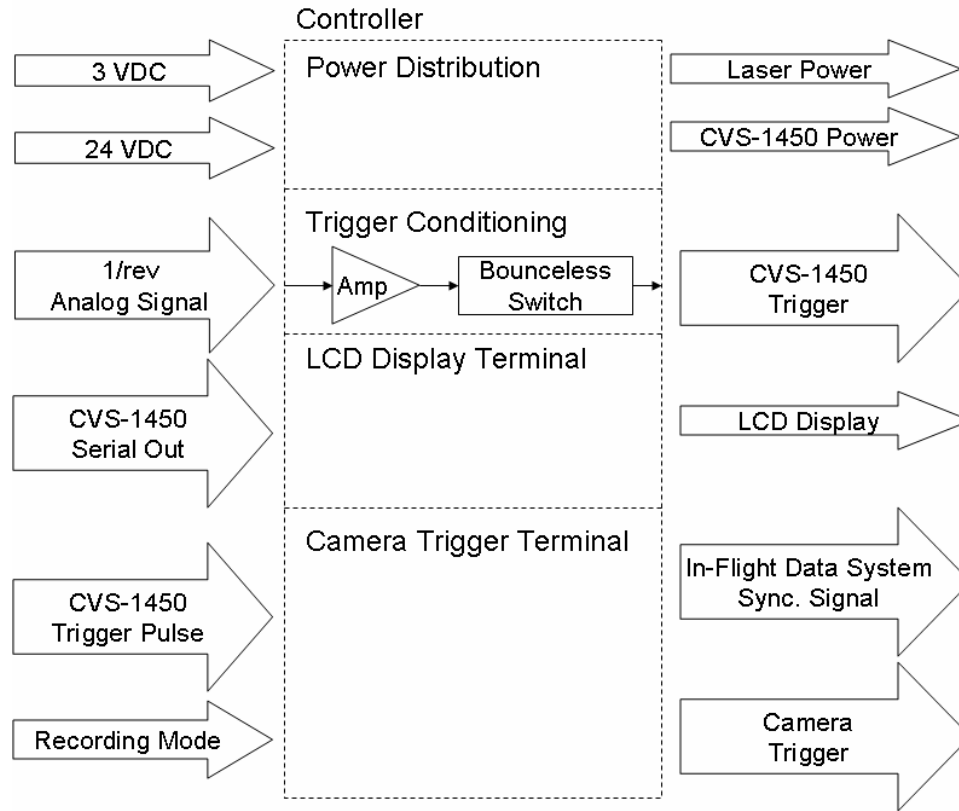 Controller
3 VDC
Power Distribution
Laser Power
24 VDC
CVS-1450 Power
1/rev
Analog Signal
Trigger Conditioning
Amp
Bounceless
Switch
CVS-1450
Trigger
CVS-1450
Serial Out
LCD Display Terminal
LCD Display
CVS-1450
Trigger Pulse
Camera Trigger Terminal
In-Flight Data System
Sync. Signal
Recording Mode
Camera
Trigger